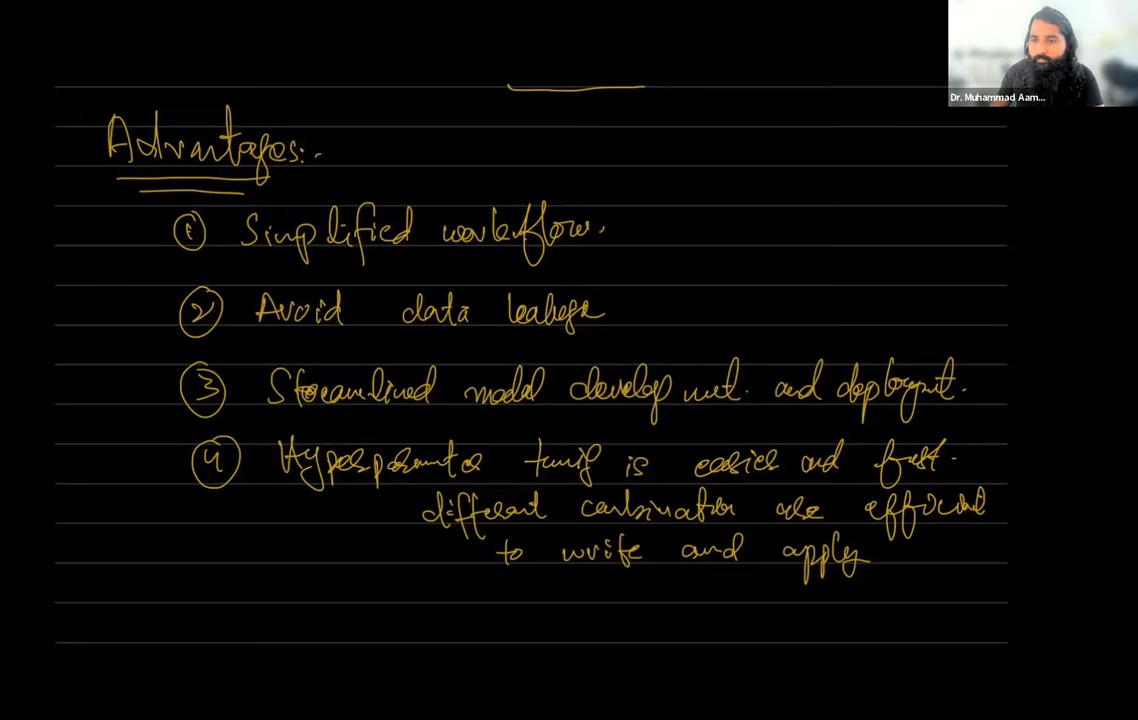 Dr. Muhammad Aam...
Advantages:-
① Simplified workflow.
② Avoid data leakage
③ Streamlined model development. and deployment.
④ Hyperparameter tuning is easier and fast.
different combination are efficient
to write and apply